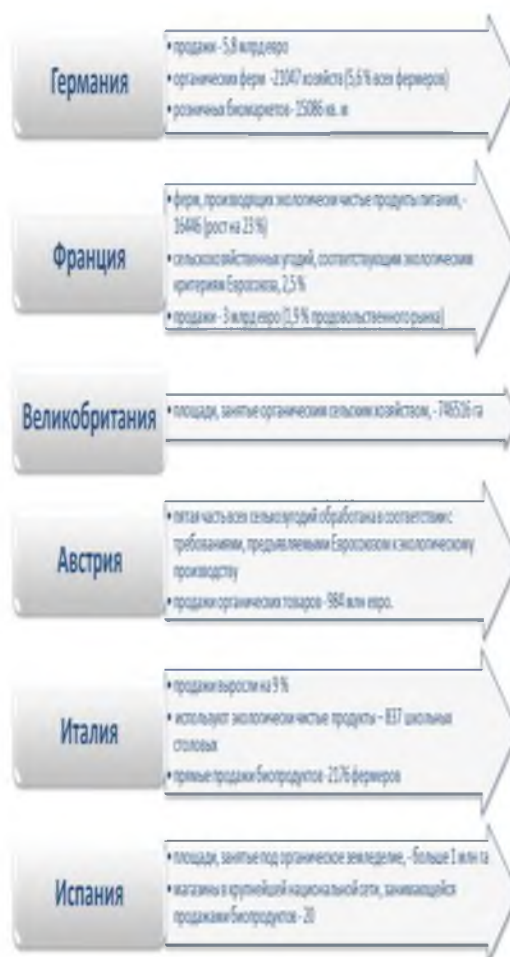 Германия
• продажи - 5,8 млрд евро
• органических ферм - 21047 хозяйств (5,6 % всех фермеров)
• розничных биомаркетов - 15086 кв. м
Франция
• ферм, производящих экологически чистые продукты питания, -
16446 (рост на 23 %)
• сельскохозяйственных угодий, соответствующих экологическим
критериям Евросоюза, 2,5 %
• продажи - 3 млрд евро (1,9 % продовольственного рынка)
Великобритания
• площади, занятые органическим сельским хозяйством, - 746516 га
Австрия
• пятая часть всех сельхозугодий обработана в соответствии с
требованиями, предъявляемыми Евросоюзом к экологическому
производству
• продажи органических товаров - 984 млн евро.
Италия
• продажи выросли на 9 %
• используют экологически чистые продукты – 837 школьных
столовых
• прямые продажи биопродуктов - 2176 фермеров
Испания
• площади, занятые под органическое земледелие, - больше 1 млн га
• магазины в крупнейшей национальной сети, занимающейся
продажами биопродуктов - 20